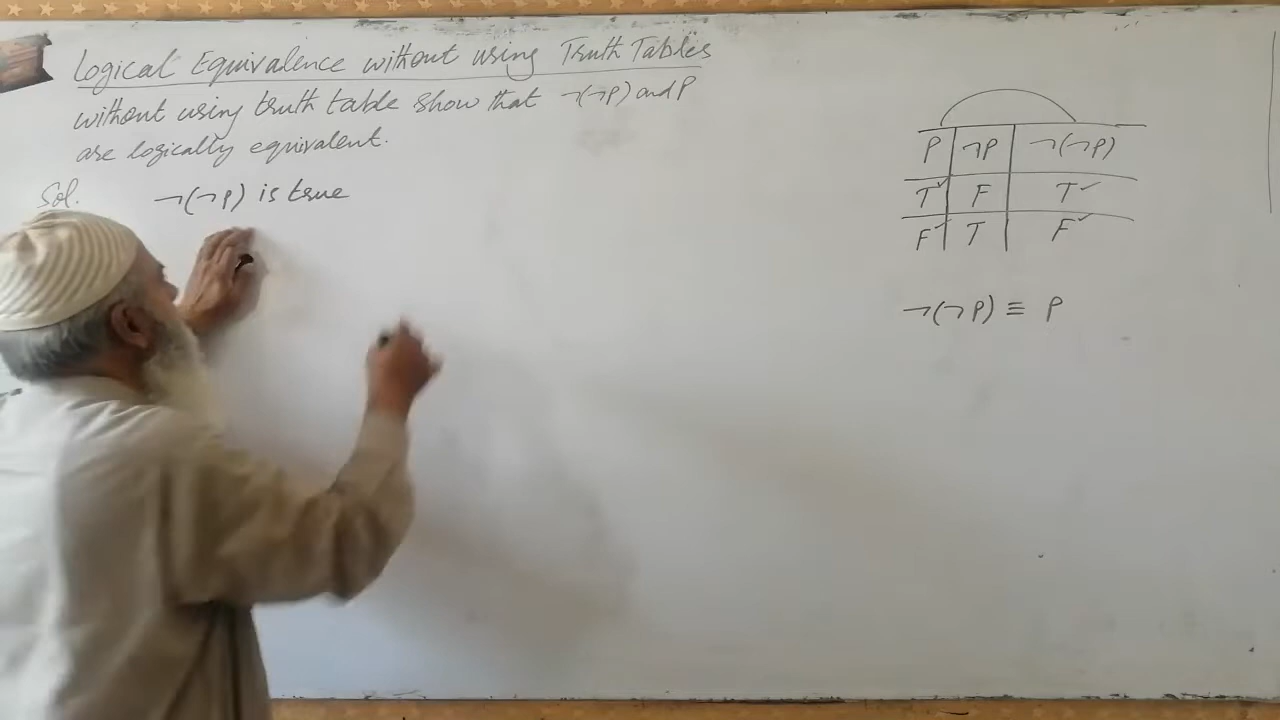 Logical Equivalence without using Truth Tables
without using truth table show that ¬(¬P) and P
are logically equivalent.
Sol. ¬(¬P) is true
P ¬P ¬(¬P)
T✓ F T✓
F✓ T F✓
¬(¬P) ≡ P